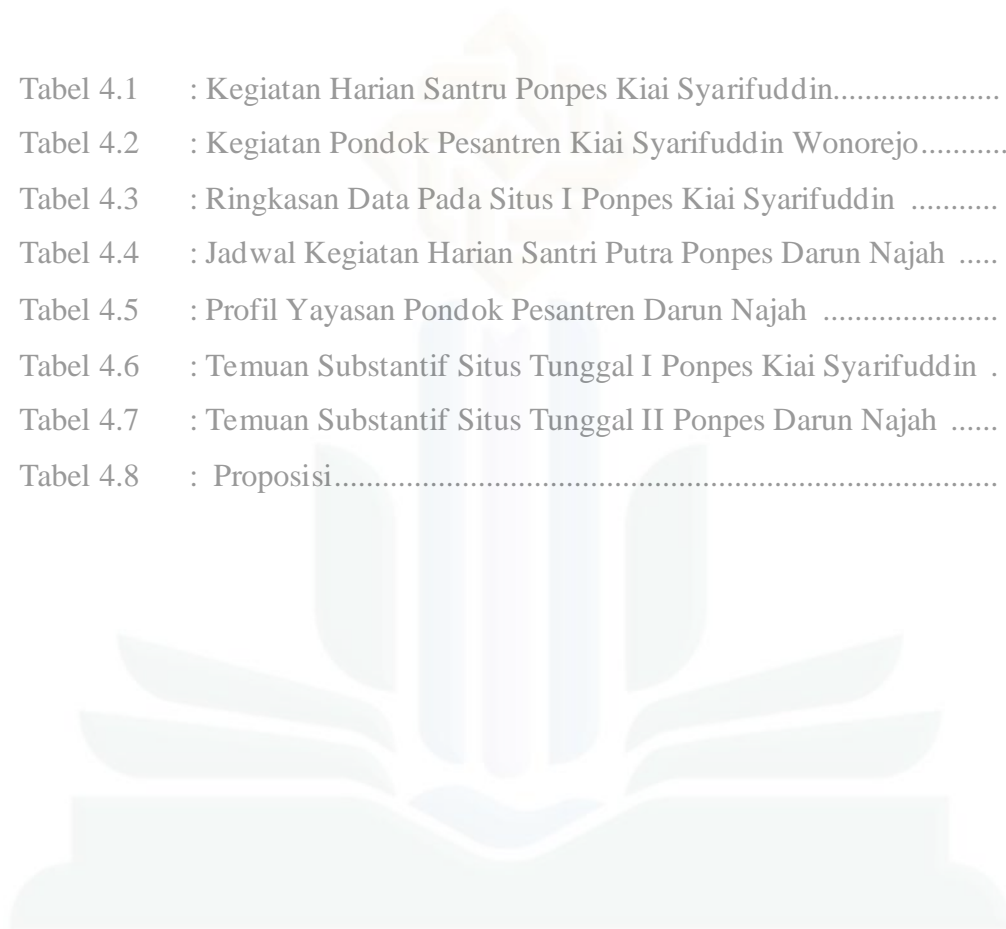 Tabel 4.1 : Kegiatan Harian Santru Ponpes Kiai Syarifuddin.....................
Tabel 4.2 : Kegiatan Pondok Pesantren Kiai Syarifuddin Wonorejo...........
Tabel 4.3 : Ringkasan Data Pada Situs I Ponpes Kiai Syarifuddin ...........
Tabel 4.4 : Jadwal Kegiatan Harian Santri Putra Ponpes Darun Najah .....
Tabel 4.5 : Profil Yayasan Pondok Pesantren Darun Najah ......................
Tabel 4.6 : Temuan Substantif Situs Tunggal I Ponpes Kiai Syarifuddin .
Tabel 4.7 : Temuan Substantif Situs Tunggal II Ponpes Darun Najah ......
Tabel 4.8 : Proposisi...................................................................................